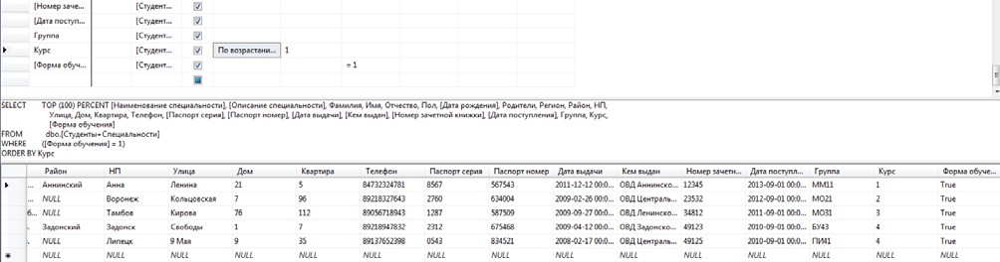 [Номер заче... [Студент...
[Дата поступ... [Студент...
Группа [Студент...
Курс [Студент... По возрастани... 1
[Форма обуч... [Студент... = 1
SELECT TOP (100) PERCENT [Наименование специальности], [Описание специальности], Фамилия, Имя, Отчество, Пол, [Дата рождения], Родители, Регион, Район, НП,
Улица, Дом, Квартира, Телефон, [Паспорт серия], [Паспорт номер], [Дата выдачи], [Кем выдан], [Номер зачетной книжки], [Дата поступления], Группа, Курс,
[Форма обучения]
FROM dbo.[Студенты+Специальности]
WHERE ([Форма обучения] = 1)
ORDER BY Курс
Район НП Улица Дом Квартира Телефон Паспорт серия Паспорт номер Дата выдачи Кем выдан Номер зачетн... Дата поступл... Группа Курс Форма обуче...
... Аннинский Анна Ленина 21 5 84732324781 8567 567543 2011-12-12 00:0... ОВД Аннинско... 12345 2013-09-01 00:0... ММ11 1 True
... NULL Воронеж Кольцовская 7 96 89218327643 2760 634004 2009-02-26 00:0... ОВД Централь... 23532 2012-09-01 00:0... МО21 2 True
б... NULL Тамбов Кирова 76 112 89056718943 1287 587509 2009-09-31 00:0... ОВД Ленинско... 34812 2011-09-01 00:0... МО31 3 True
. Задонский Задонск Свободы 1 7 89218947832 2312 675468 2009-04-12 00:0... ОВД Задонско... 49123 2010-09-01 00:0... БУ43 4 True
. NULL Липецк 9 Мая 9 35 89137652398 0543 834521 2008-02-17 00:0... ОВД Централь... 49125 2010-09-01 00:0... ПИ41 4 True
NULL NULL NULL NULL NULL NULL NULL NULL NULL NULL NULL NULL NULL NULL NULL